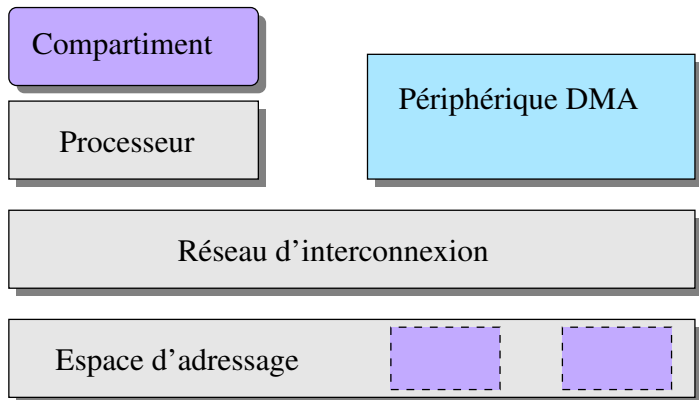 Compartiment
Périphérique DMA
Processeur
Réseau d’interconnexion
Espace d’adressage